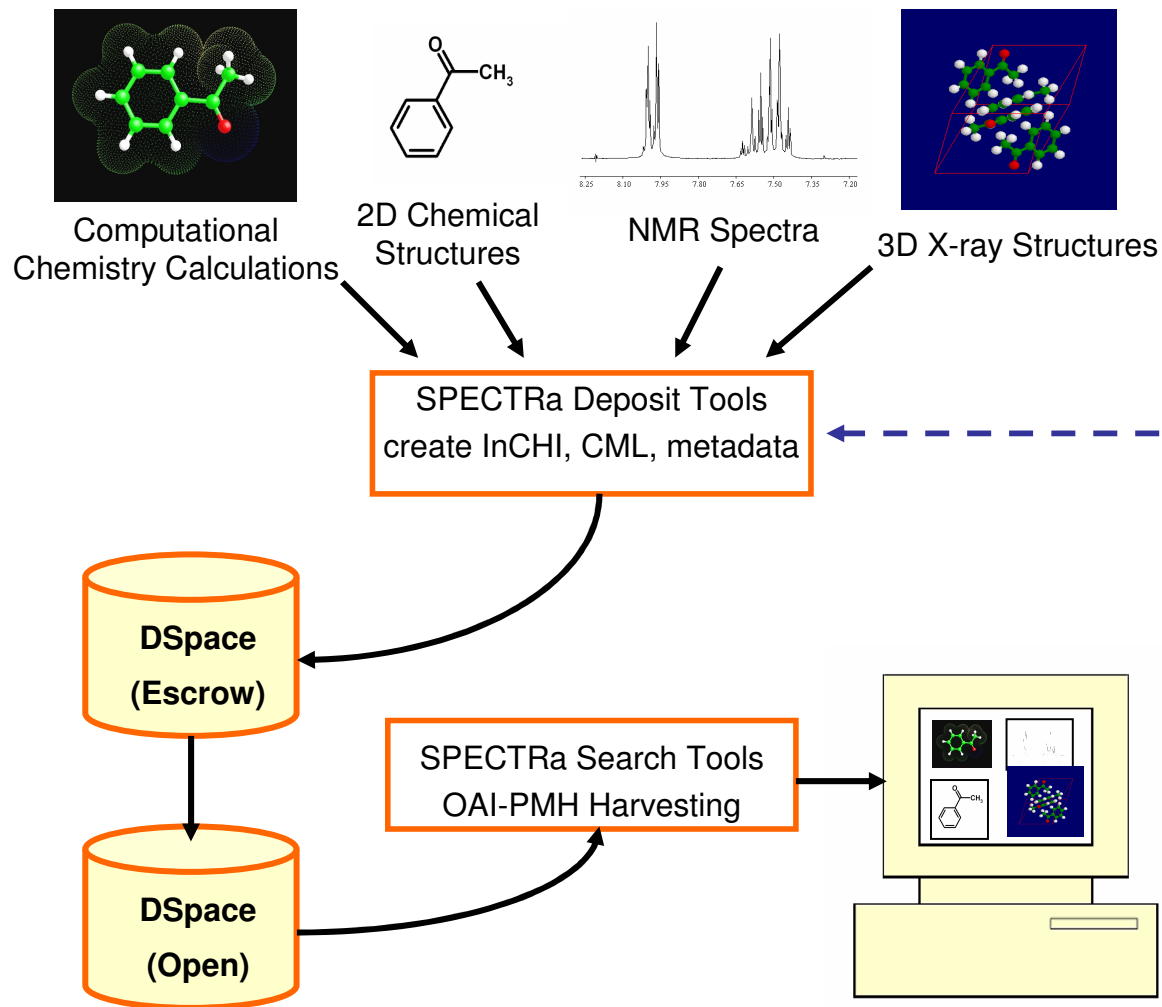 O
CH3
8.25 8.10 7.95 7.80 7.65 7.50 7.35 7.20
Computational
Chemistry Calculations
2D Chemical
Structures
NMR Spectra
3D X-ray Structures
SPECTRa Deposit Tools
create InCHI, CML, metadata
DSpace
(Escrow)
SPECTRa Search Tools
OAI-PMH Harvesting
DSpace
(Open)
O
CH3